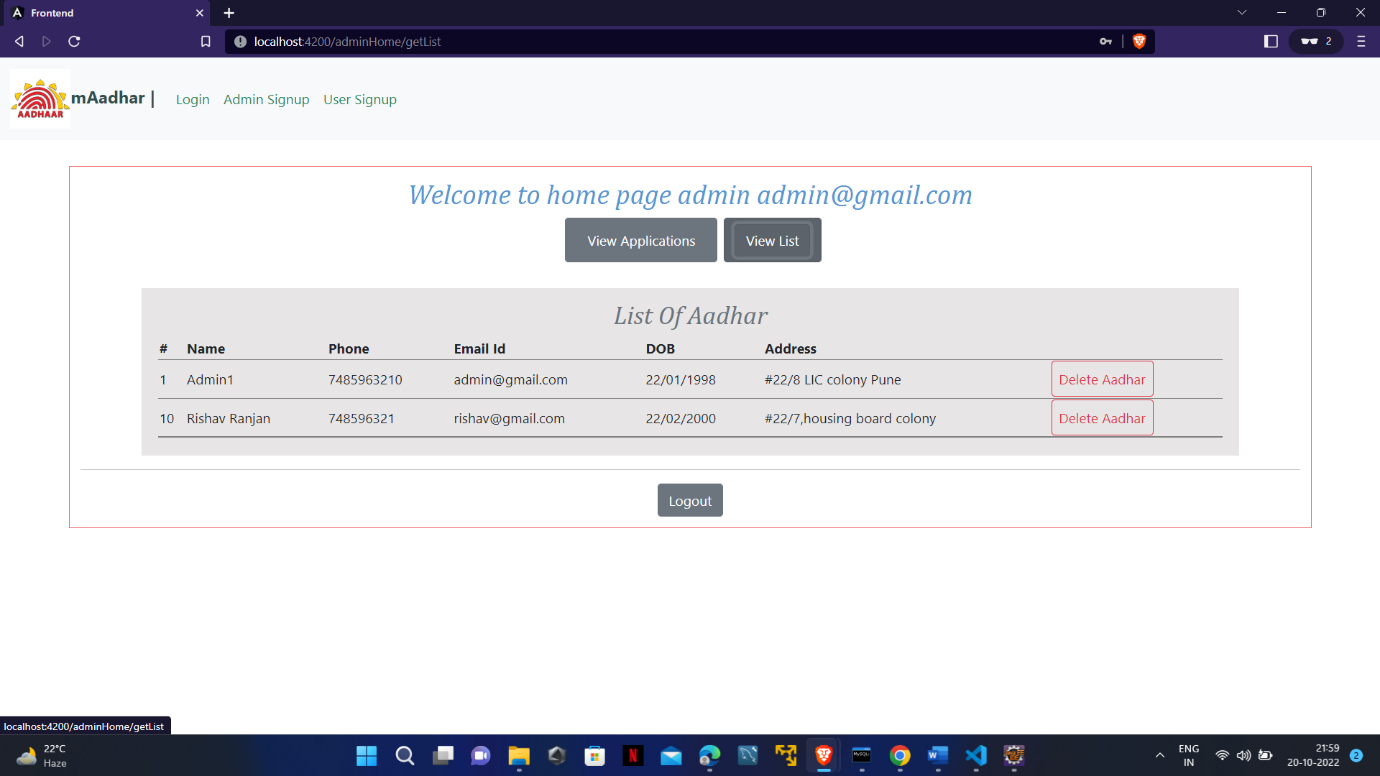 Frontend
localhost:4200/adminHome/getList
2
AADHAAR
mAadhar | Login Admin Signup User Signup
Welcome to home page admin admin@gmail.com
View Applications View List
List Of Aadhar
# Name Phone Email Id DOB Address
1 Admin1 7485963210 admin@gmail.com 22/01/1998 #22/8 LIC colony Pune Delete Aadhar
10 Rishav Ranjan 748596321 rishav@gmail.com 22/02/2000 #22/7,housing board colony Delete Aadhar
Logout
localhost:4200/adminHome/getList
22°C
Haze
ENG
IN
21:59
20-10-2022
2